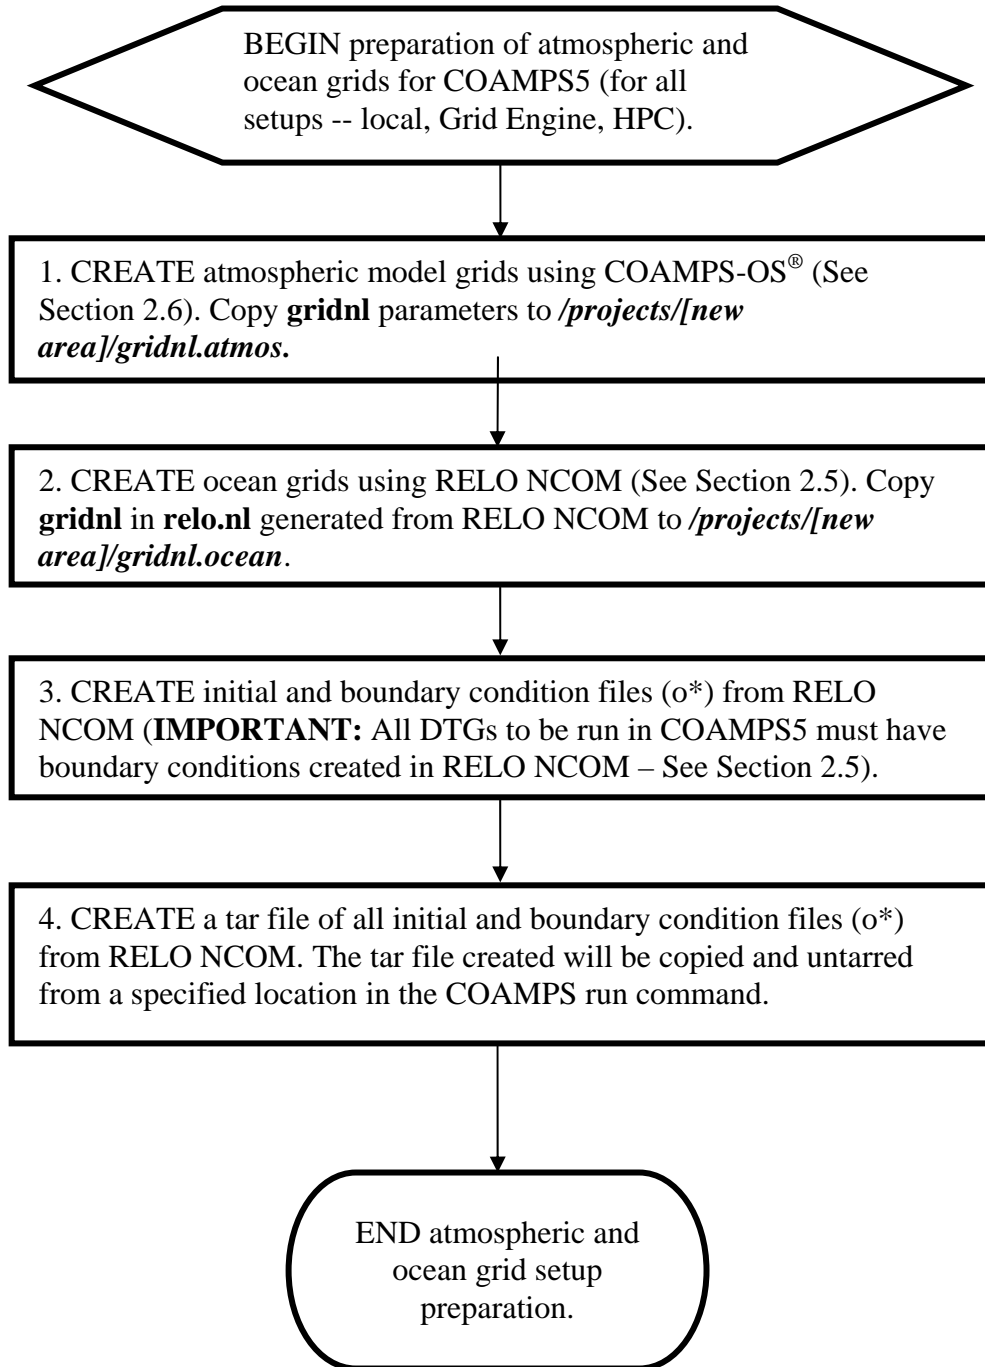 BEGIN preparation of atmospheric and
ocean grids for COAMPS5 (for all
setups -- local, Grid Engine, HPC).
1. CREATE atmospheric model grids using COAMPS-OS® (See
Section 2.6). Copy gridnl parameters to /projects/[new
area]/gridnl.atmos.
2. CREATE ocean grids using RELO NCOM (See Section 2.5). Copy
gridnl in relo.nl generated from RELO NCOM to /projects/[new
area]/gridnl.ocean.
3. CREATE initial and boundary condition files (o*) from RELO
NCOM (IMPORTANT: All DTGs to be run in COAMPS5 must have
boundary conditions created in RELO NCOM – See Section 2.5).
4. CREATE a tar file of all initial and boundary condition files (o*)
from RELO NCOM. The tar file created will be copied and untarred
from a specified location in the COAMPS run command.
END atmospheric and
ocean grid setup
preparation.